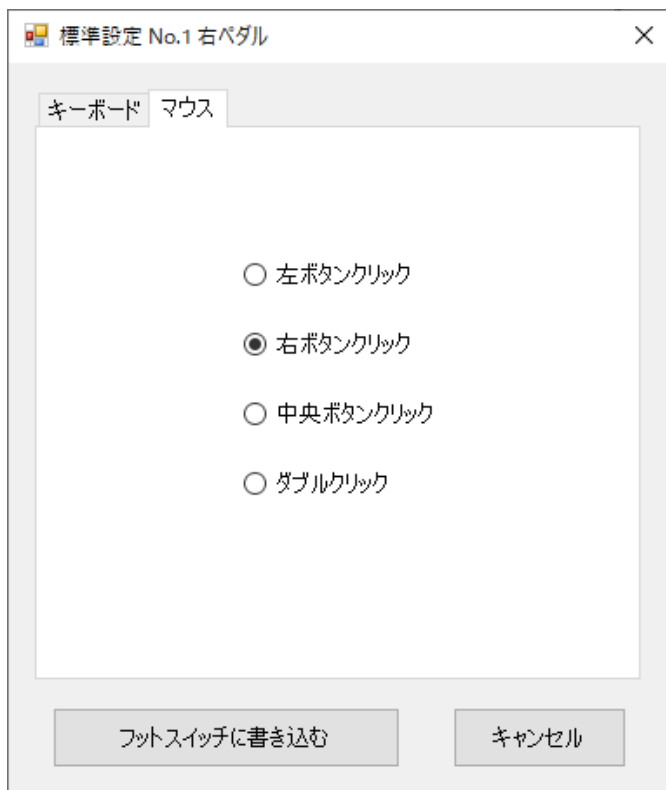 標準設定 No.1 右ペダル
キーボード マウス
左ボタンクリック
右ボタンクリック
中央ボタンクリック
ダブルクリック
フットスイッチに書き込む キャンセル